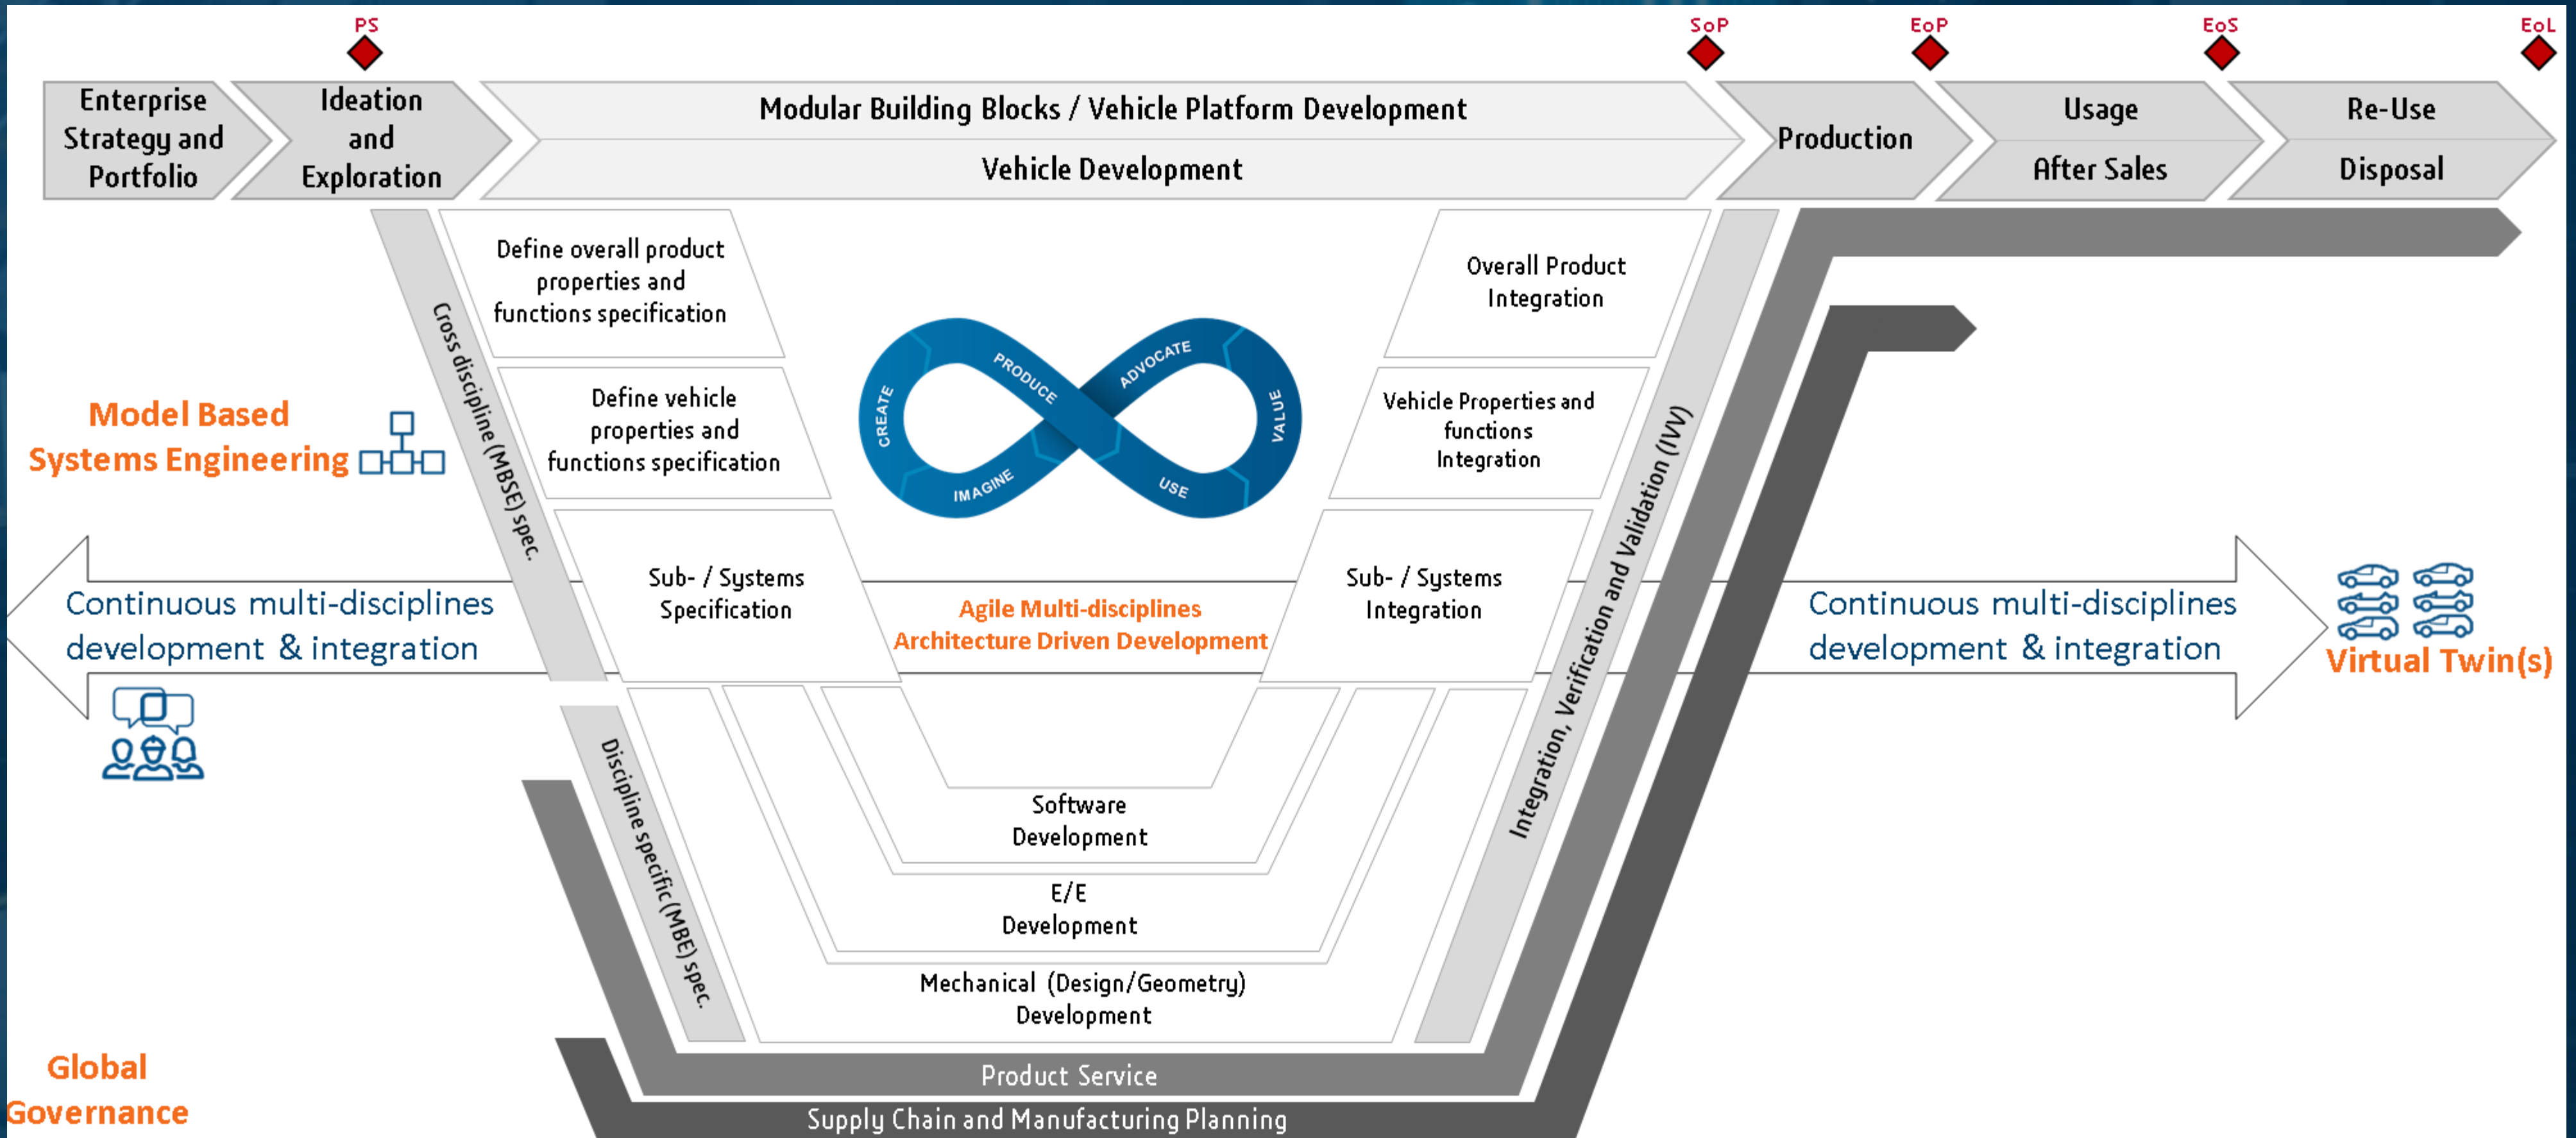 PS
SoP
EoP
EoS
EoL
Enterprise
Strategy and
Portfolio
Ideation
and
Exploration
Modular Building Blocks / Vehicle Platform Development
Vehicle Development
Production
Usage
After Sales
Re-Use
Disposal
Cross discipline (MBSE) spec.
Define overall product
properties and
functions specification
Overall Product
Integration
Model Based
Systems Engineering
Define vehicle
properties and
functions specification
CREATE
PRODUCE
IMAGINE
ADVOCATE
VALUE
USE
Vehicle Properties and
functions
Integration
Integration, Verification and Validation (IVV)
Continuous multi-disciplines
development & integration
Sub- / Systems
Specification
Agile Multi-disciplines
Architecture Driven Development
Sub- / Systems
Integration
Continuous multi-disciplines
development & integration
Virtual Twin(s)
Discipline specific (MBE) spec.
Software
Development
E/E
Development
Mechanical (Design/Geometry)
Development
Global
Governance
Product Service
Supply Chain and Manufacturing Planning